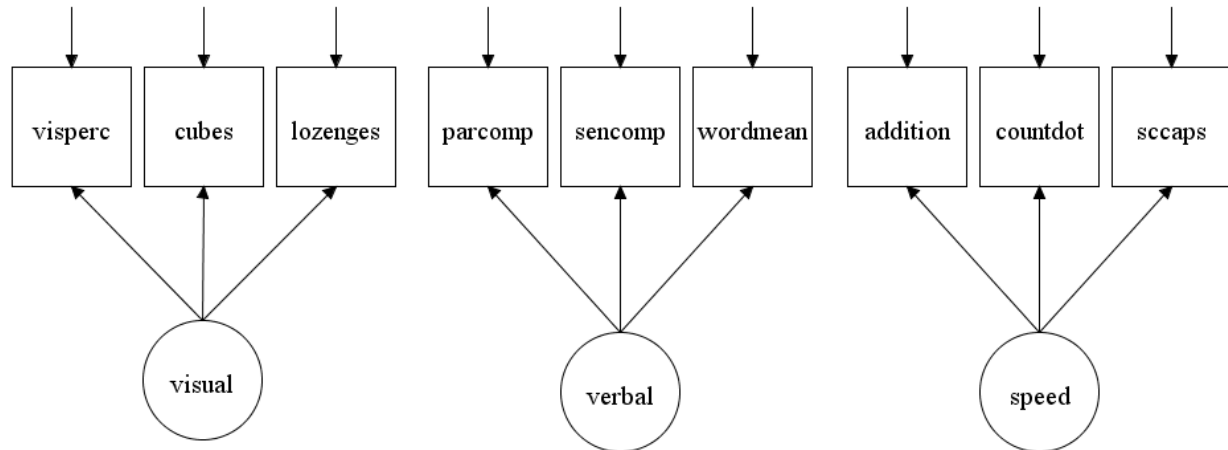 visperc
cubes
lozenges
parcomp
sencomp
wordmean
addition
countdot
sccaps
visual
verbal
speed